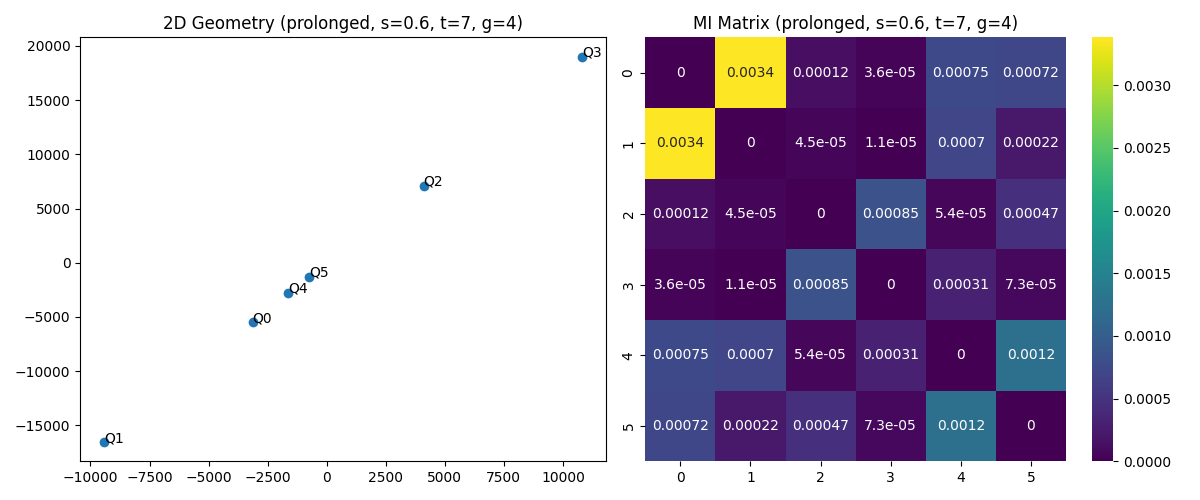 2D Geometry (prolonged, s=0.6, t=7, g=4)
20000
15000
10000
5000
0
−5000
−10000
−15000
−10000 −7500 −5000 −2500 0 2500 5000 7500 10000
Q3
Q2
Q5
Q4
Q0
Q1
MI Matrix (prolonged, s=0.6, t=7, g=4)
0 0 0.0034 0.00012 3.6e-05 0.00075 0.00072
1 0.0034 0 4.5e-05 1.1e-05 0.0007 0.00022
2 0.00012 4.5e-05 0 0.00085 5.4e-05 0.00047
3 3.6e-05 1.1e-05 0.00085 0 0.00031 7.3e-05
4 0.00075 0.0007 5.4e-05 0.00031 0 0.0012
5 0.00072 0.00022 0.00047 7.3e-05 0.0012 0
0 1 2 3 4 5
0.0030
0.0025
0.0020
0.0015
0.0010
0.0005
0.0000